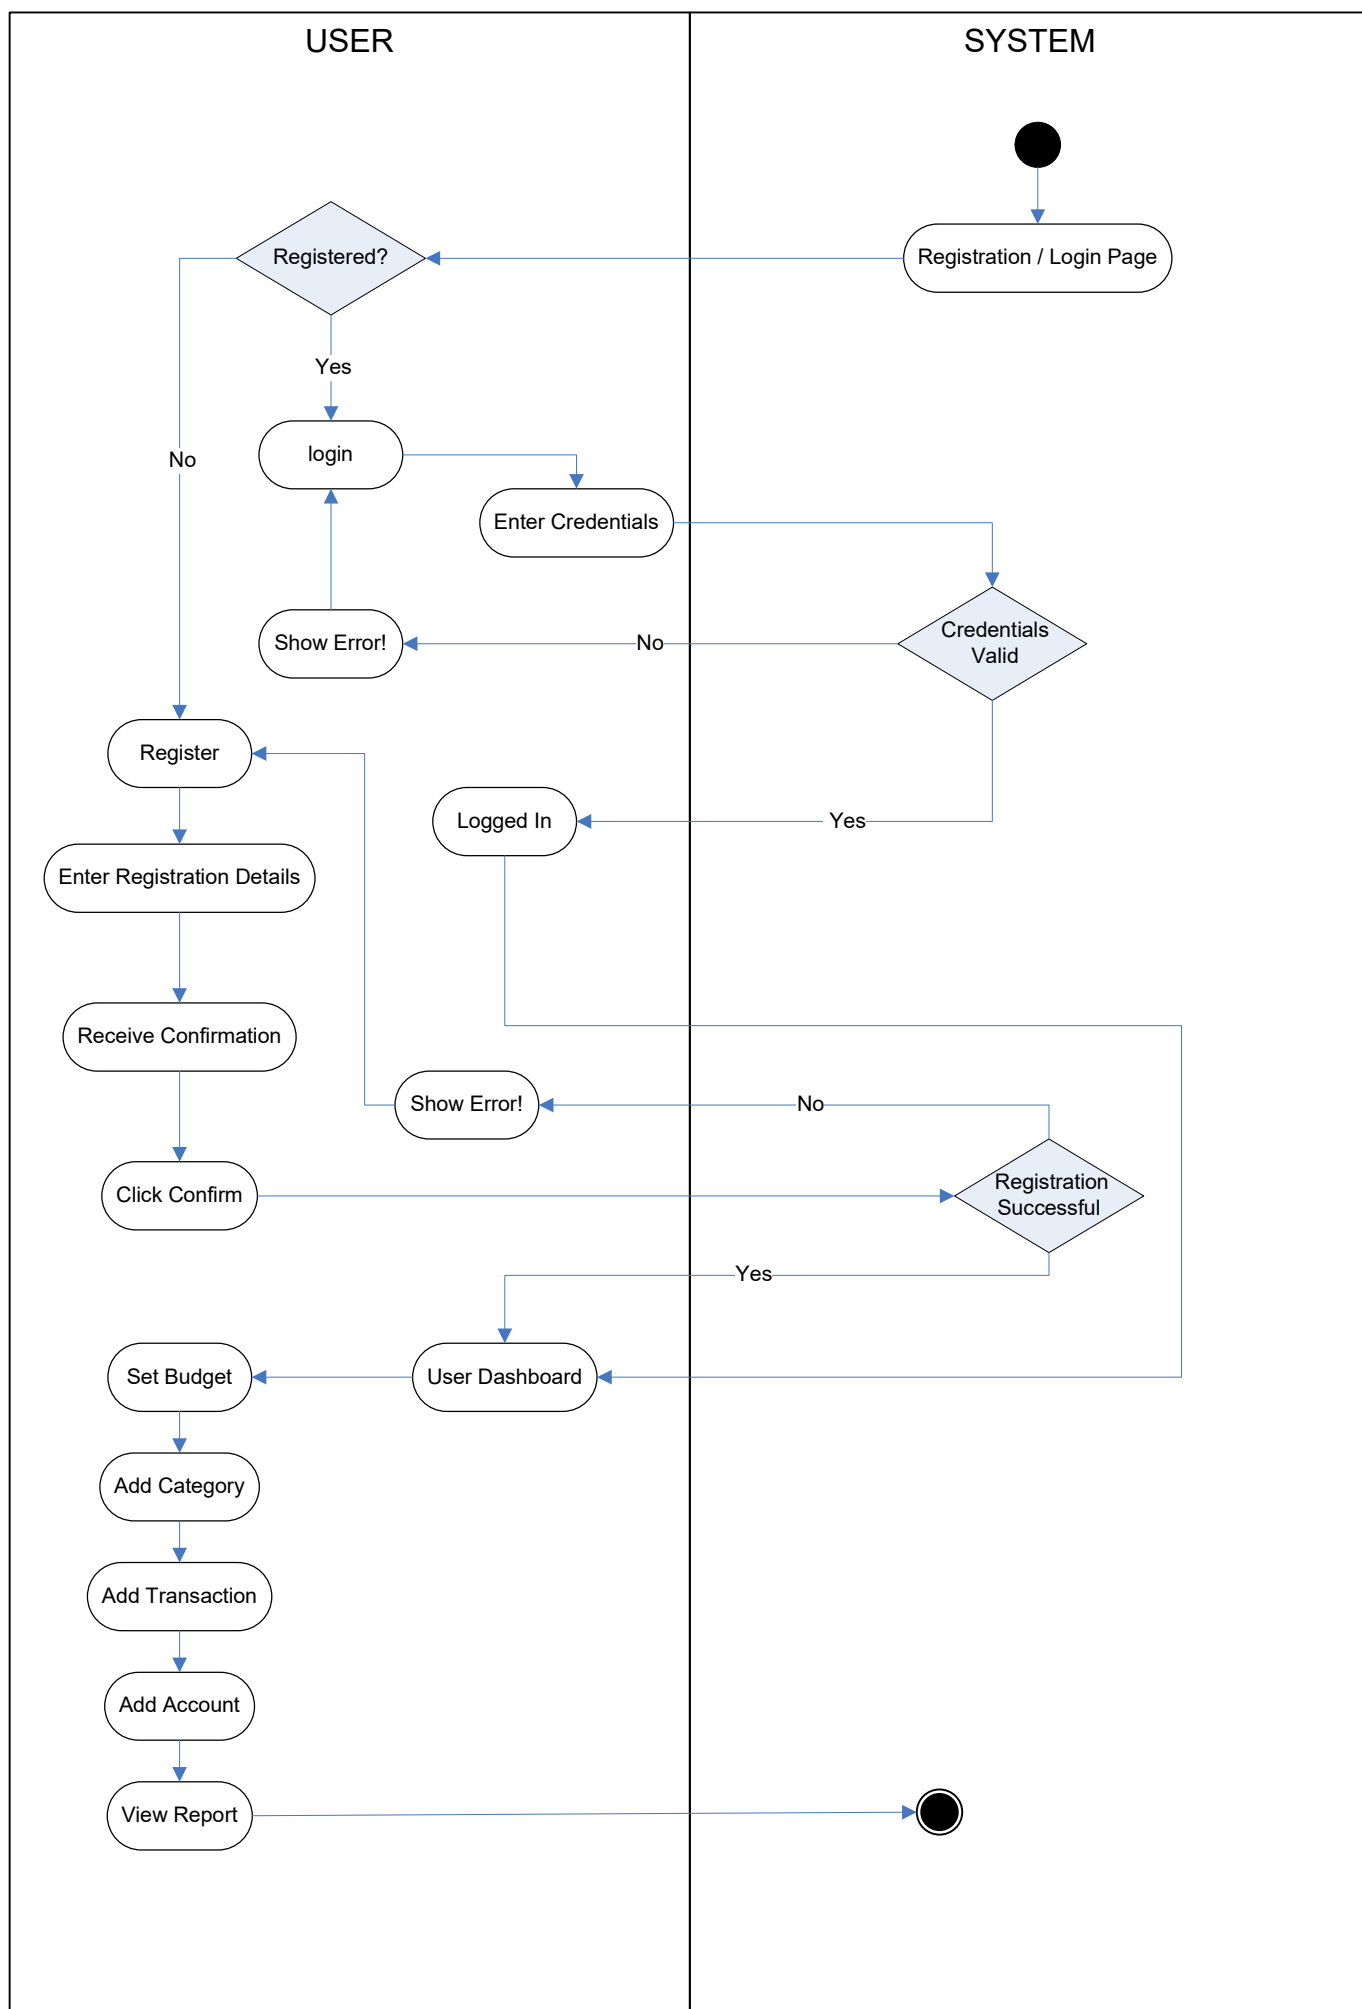 USER
SYSTEM
Registered?
Registration / Login Page
Yes
login
No
Enter Credentials
Credentials
Valid
Show Error!
No
Register
Logged In
Yes
Enter Registration Details
Receive Confirmation
Show Error!
No
Click Confirm
Registration
Successful
Yes
Set Budget
User Dashboard
Add Category
Add Transaction
Add Account
View Report